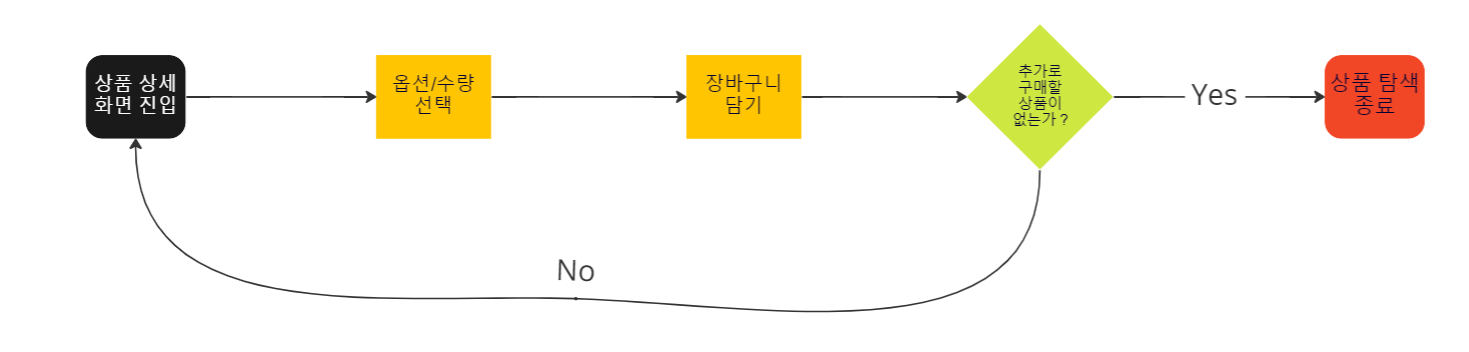 상품 상세
화면 진입
옵션/수량
선택
장바구니
담기
추가로
구매할
상품이
없는가 ?
Yes
상품 탐색
종료
No